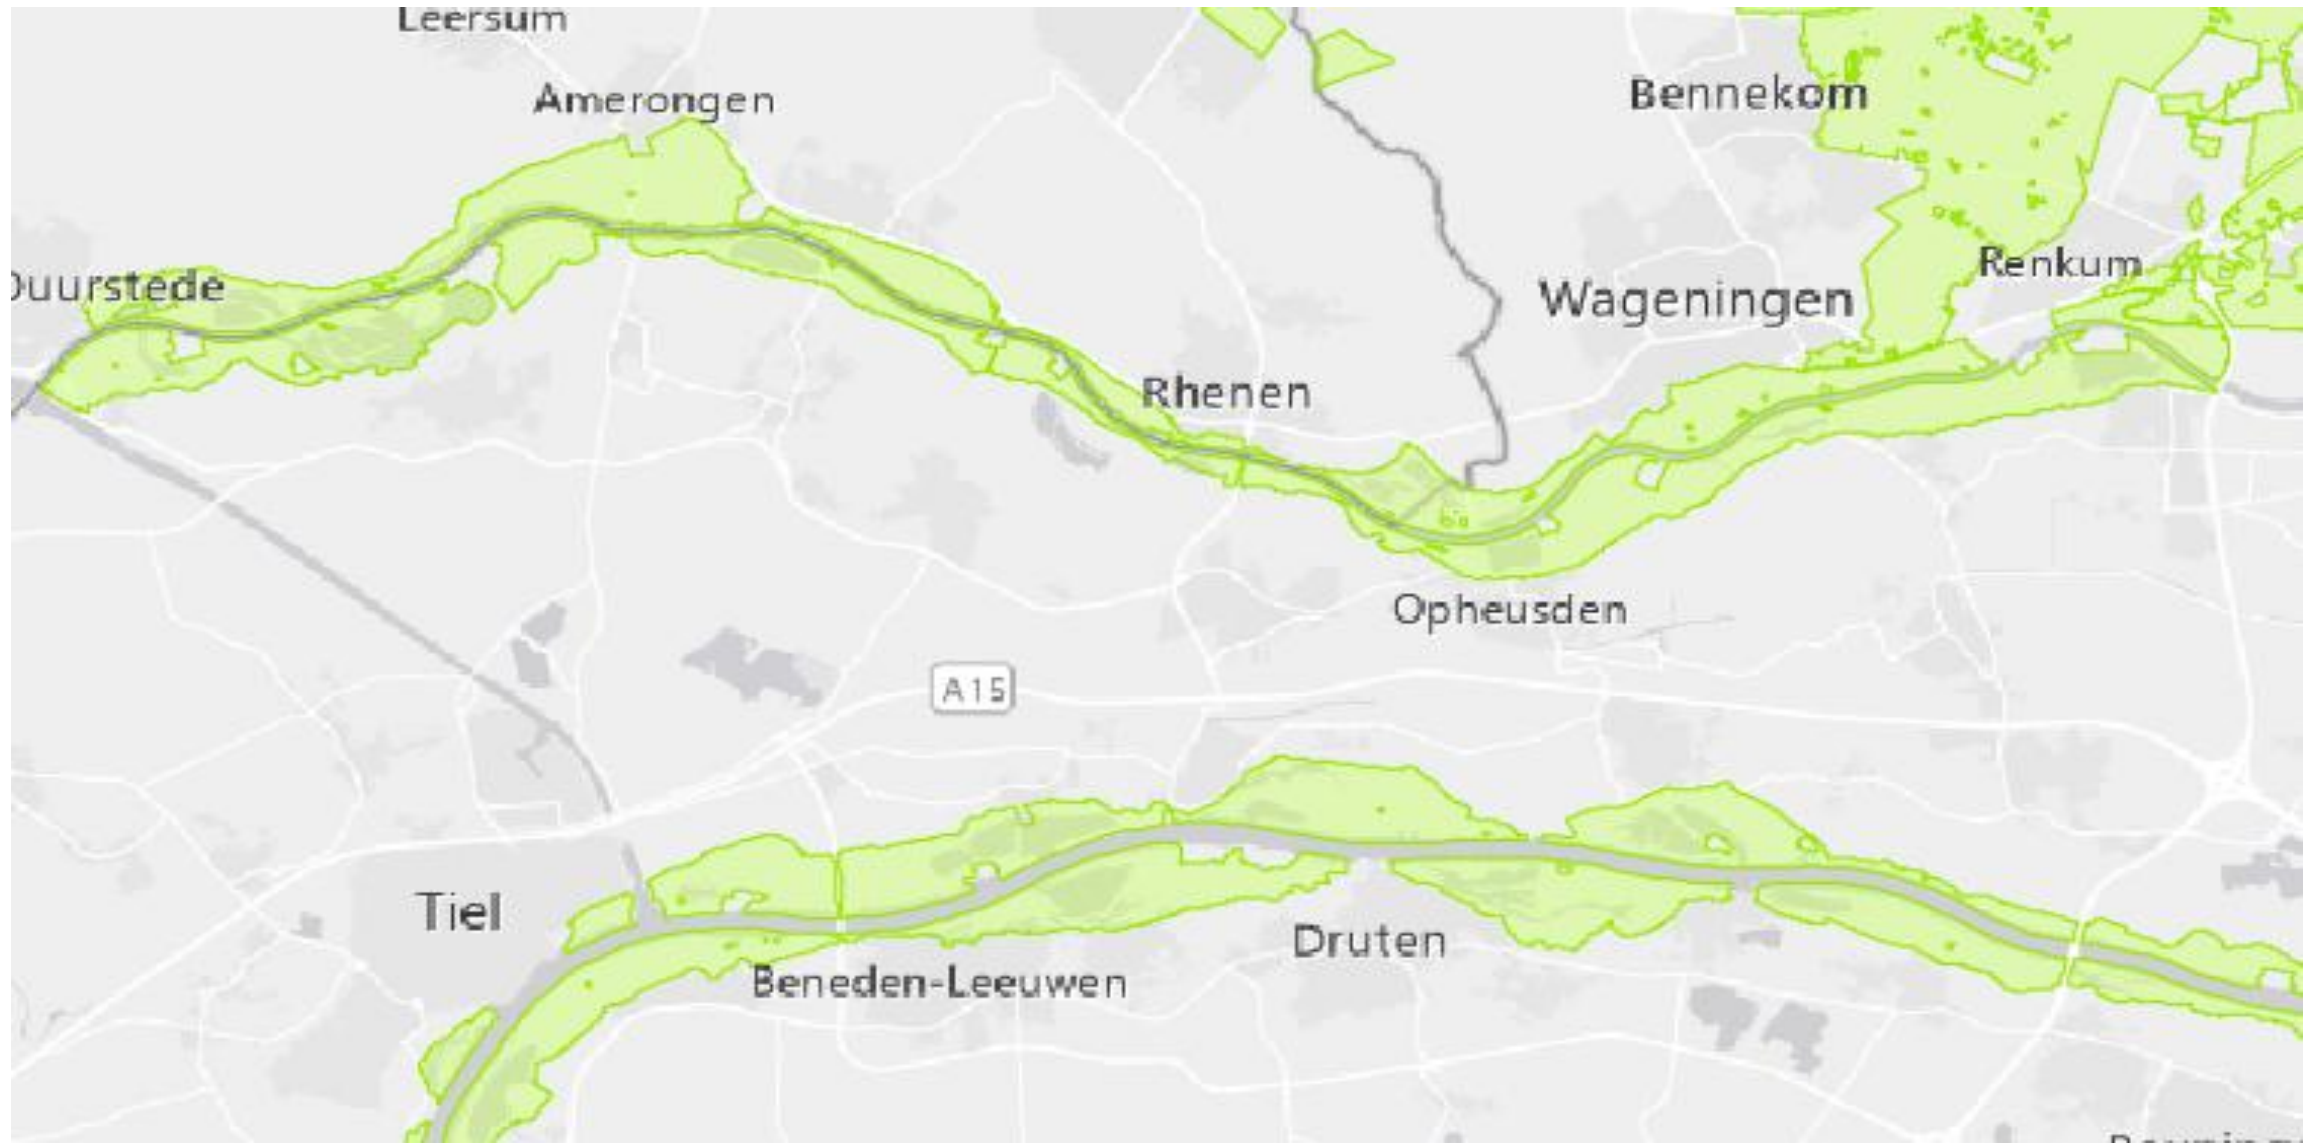 Leersum
Amerongen
Bennekom
Duurstede
Renkum
Wageningen
Rhenen
Opheusden
A15
Tiel
Druten
Beneden-Leeuwen